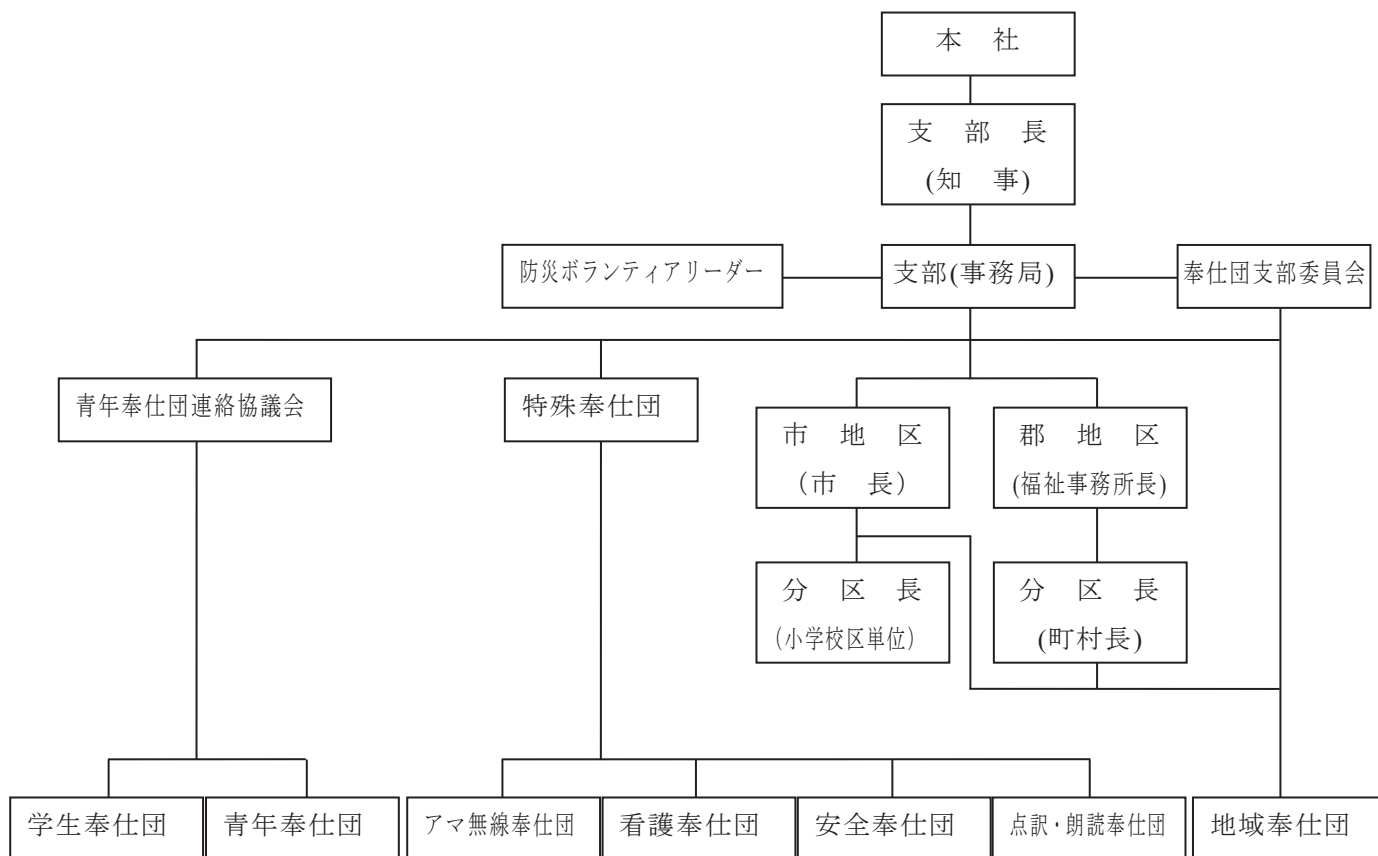 本 社
支 部 長
(知 事)
防災ボランティアリーダー
支部(事務局)
奉仕団支部委員会
青年奉仕団連絡協議会
特殊奉仕団
市 地 区
(市 長)
郡 地 区
(福祉事務所長)
分 区 長
(小学校区単位)
分 区 長
(町村長)
学生奉仕団
青年奉仕団
アマ無線奉仕団
看護奉仕団
安全奉仕団
点訳・朗読奉仕団
地域奉仕団